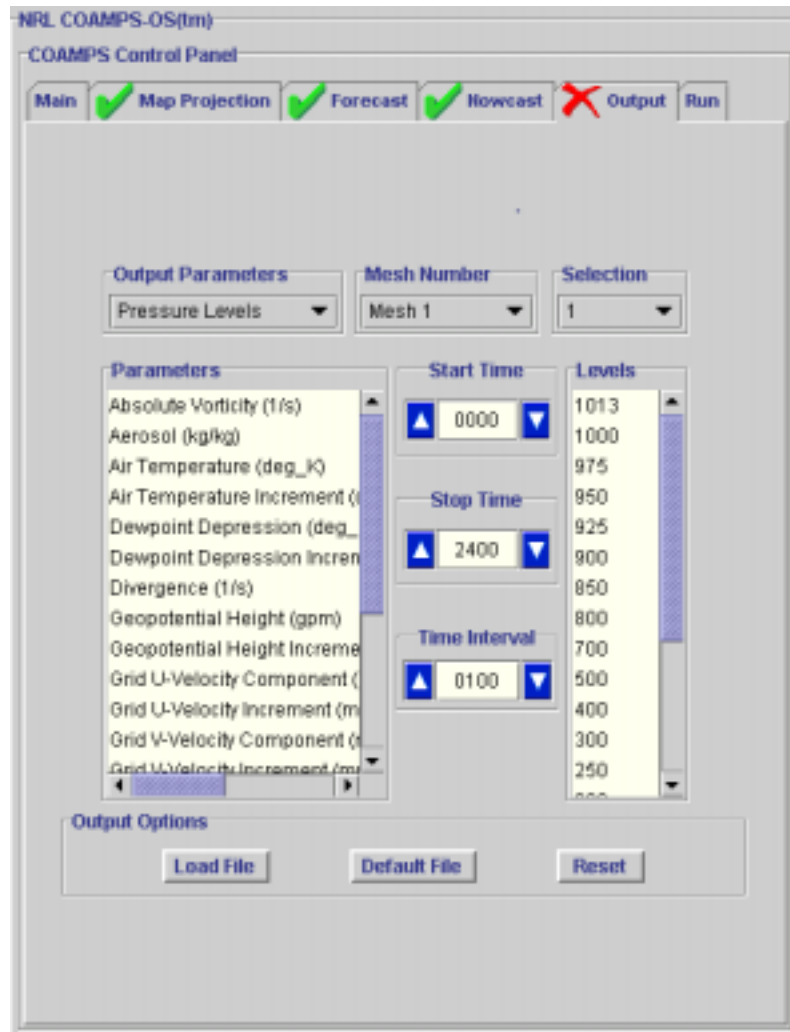 NRL COAMPS-OS(tm)
COAMPS Control Panel
Main Map Projection Forecast Nowcast Output Run
Output Parameters Mesh Number Selection
Pressure Levels Mesh 1 1
Parameters Start Time Levels
Absolute Vorticity (1/s)
Aerosol (kg/kg)
Air Temperature (deg_K)
Air Temperature Increment (
Dewpoint Depression (deg_
Dewpoint Depression Incren
Divergence (1/s)
Geopotential Height (gpm)
Geopotential Height Increme
Grid U-Velocity Component (
Grid U-Velocity Increment (m
Grid V-Velocity Component (
Grid V-Velocity Increment (m
0000
Stop Time
2400
Time Interval
0100
1013
1000
975
950
925
900
850
800
700
500
400
300
250
Output Options
Load File Default File Reset